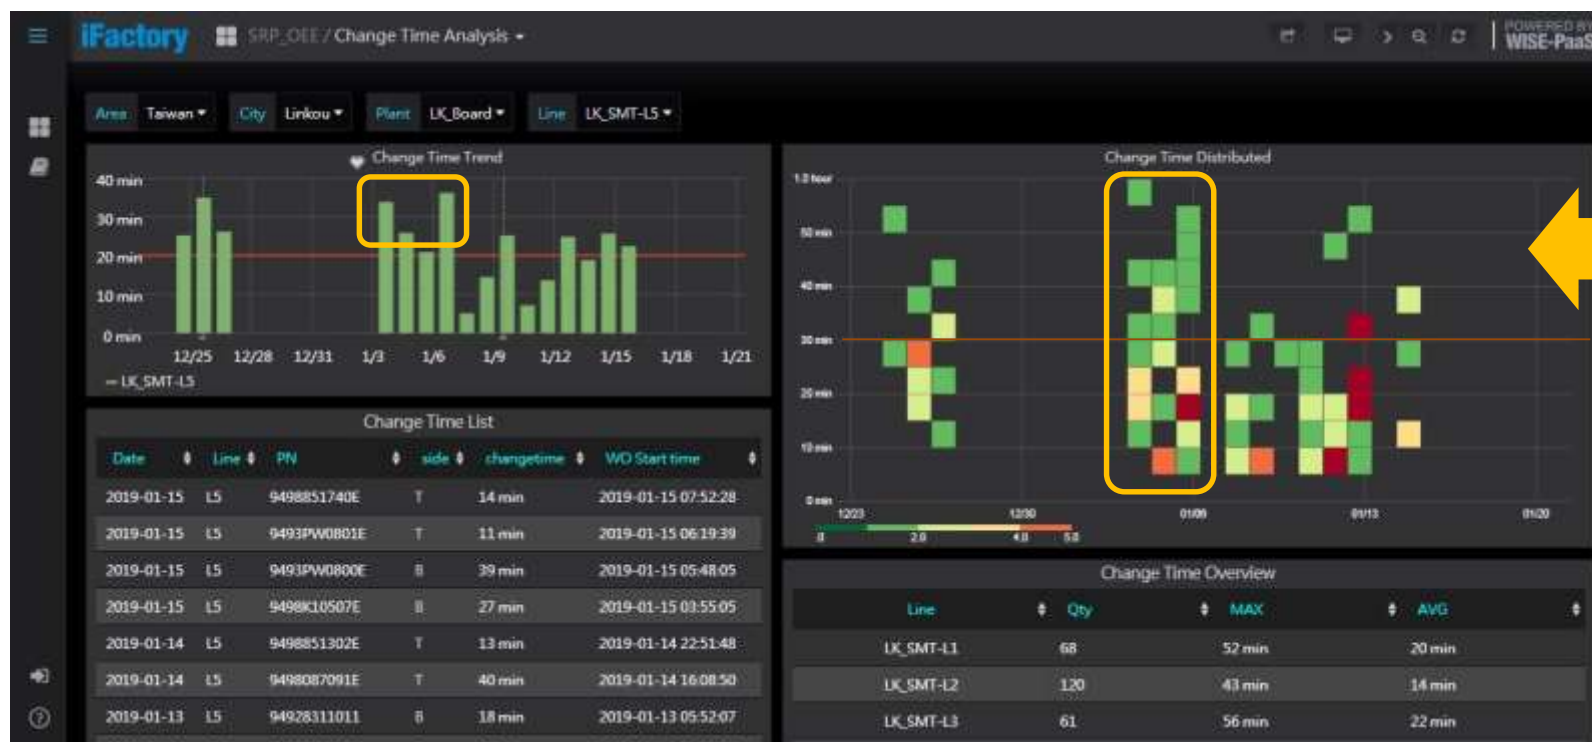 iFactory SRP_OEE / Change Time Analysis
POWERED BY
WISE-PaaS
Area Taiwan City Linkou Plant LK_Board Line LK_SMT-L5
Change Time Trend
40 min
30 min
20 min
10 min
0 min
12/25 12/28 12/31 1/3 1/6 1/9 1/12 1/15 1/18 1/21
LK_SMT-L5
Change Time Distributed
1.0 hour
50 min
40 min
30 min
20 min
10 min
0 min
12/23 12/30 01/06 01/13 01/20
0 2.0 4.0 5.0
Change Time List
Date Line PN side changetime WO Start time
2019-01-15 L5 9498851740E T 14 min 2019-01-15 07:52:28
2019-01-15 L5 9493PW0801E T 11 min 2019-01-15 06:19:39
2019-01-15 L5 9493PW0800E B 39 min 2019-01-15 05:48:05
2019-01-15 L5 9498K10507E B 27 min 2019-01-15 03:55:05
2019-01-14 L5 9498851302E T 13 min 2019-01-14 22:51:48
2019-01-14 L5 9498087091E T 40 min 2019-01-14 16:08:50
2019-01-13 L5 94928311011 B 18 min 2019-01-13 05:52:07
Change Time Overview
Line Qty MAX AVG
LK_SMT-L1 68 52 min 20 min
LK_SMT-L2 120 43 min 14 min
LK_SMT-L3 61 56 min 22 min